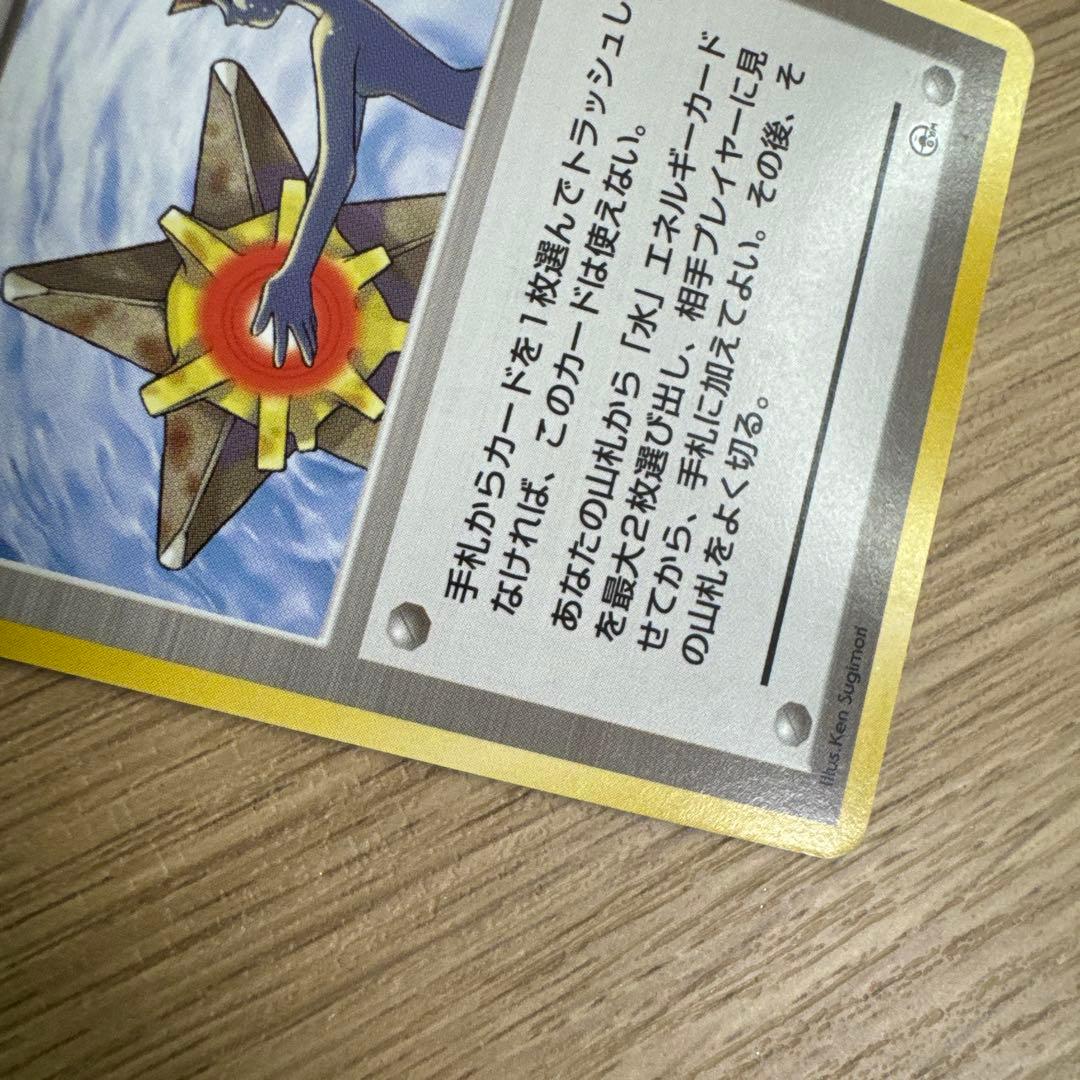 手札からカードを1枚選んでトラッシュし
なければ、このカードは使えない。
あなたの山札から「水」エネルギーカード
を最大2枚選び出し、相手プレイヤーに見
せてから、手札に加えてよい。その後、そ
の山札をよく切る。
Illus.Ken Sugimori
GYM